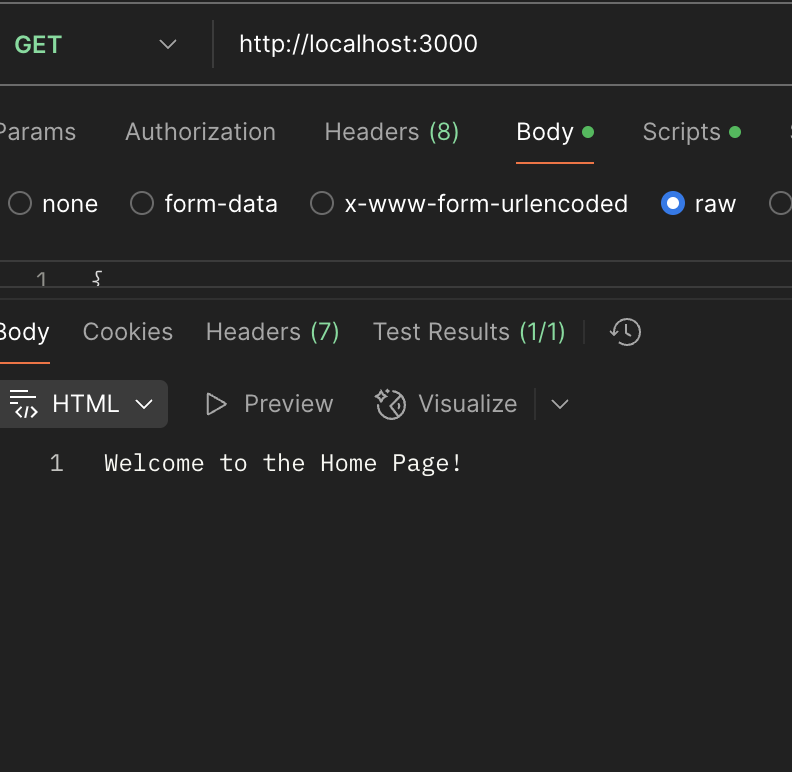 GET http://localhost:3000
Params Authorization Headers (8) Body Scripts
none form-data x-www-form-urlencoded raw
1 {
Body Cookies Headers (7) Test Results (1/1)
HTML Preview Visualize
1 Welcome to the Home Page!